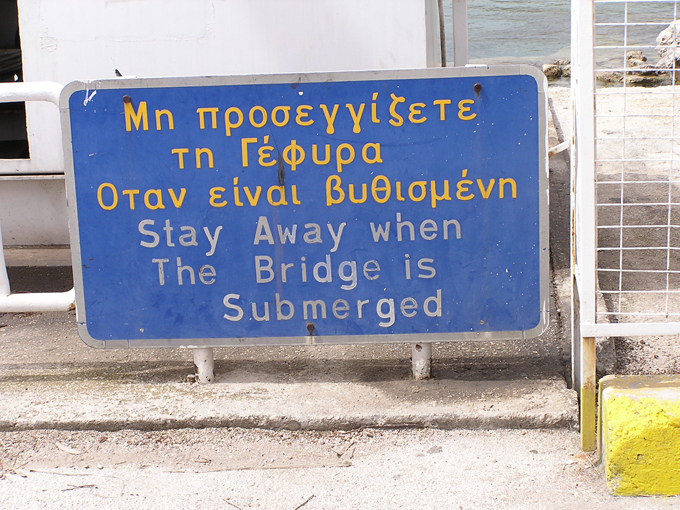 Μη προσεγγίζετε
τη Γέφυρα
Οταν είναι βυθισμένη
Stay Away when
The Bridge is
Submerged